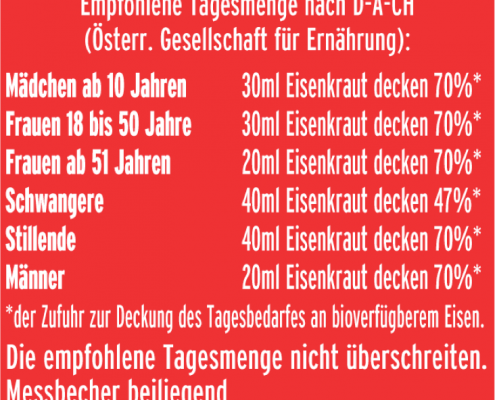 Empfohlene Tagesmenge nach D-A-CH
(Österr. Gesellschaft für Ernährung):
Mädchen ab 10 Jahren 30ml Eisenkraut decken 70%*
Frauen 18 bis 50 Jahre 30ml Eisenkraut decken 70%*
Frauen ab 51 Jahren 20ml Eisenkraut decken 70%*
Schwangere 40ml Eisenkraut decken 47%*
Stillende 40ml Eisenkraut decken 70%*
Männer 20ml Eisenkraut decken 70%*
*der Zufuhr zur Deckung des Tagesbedarfes an bioverfügberem Eisen.
Die empfohlene Tagesmenge nicht überschreiten.
Messbecher beiliegend